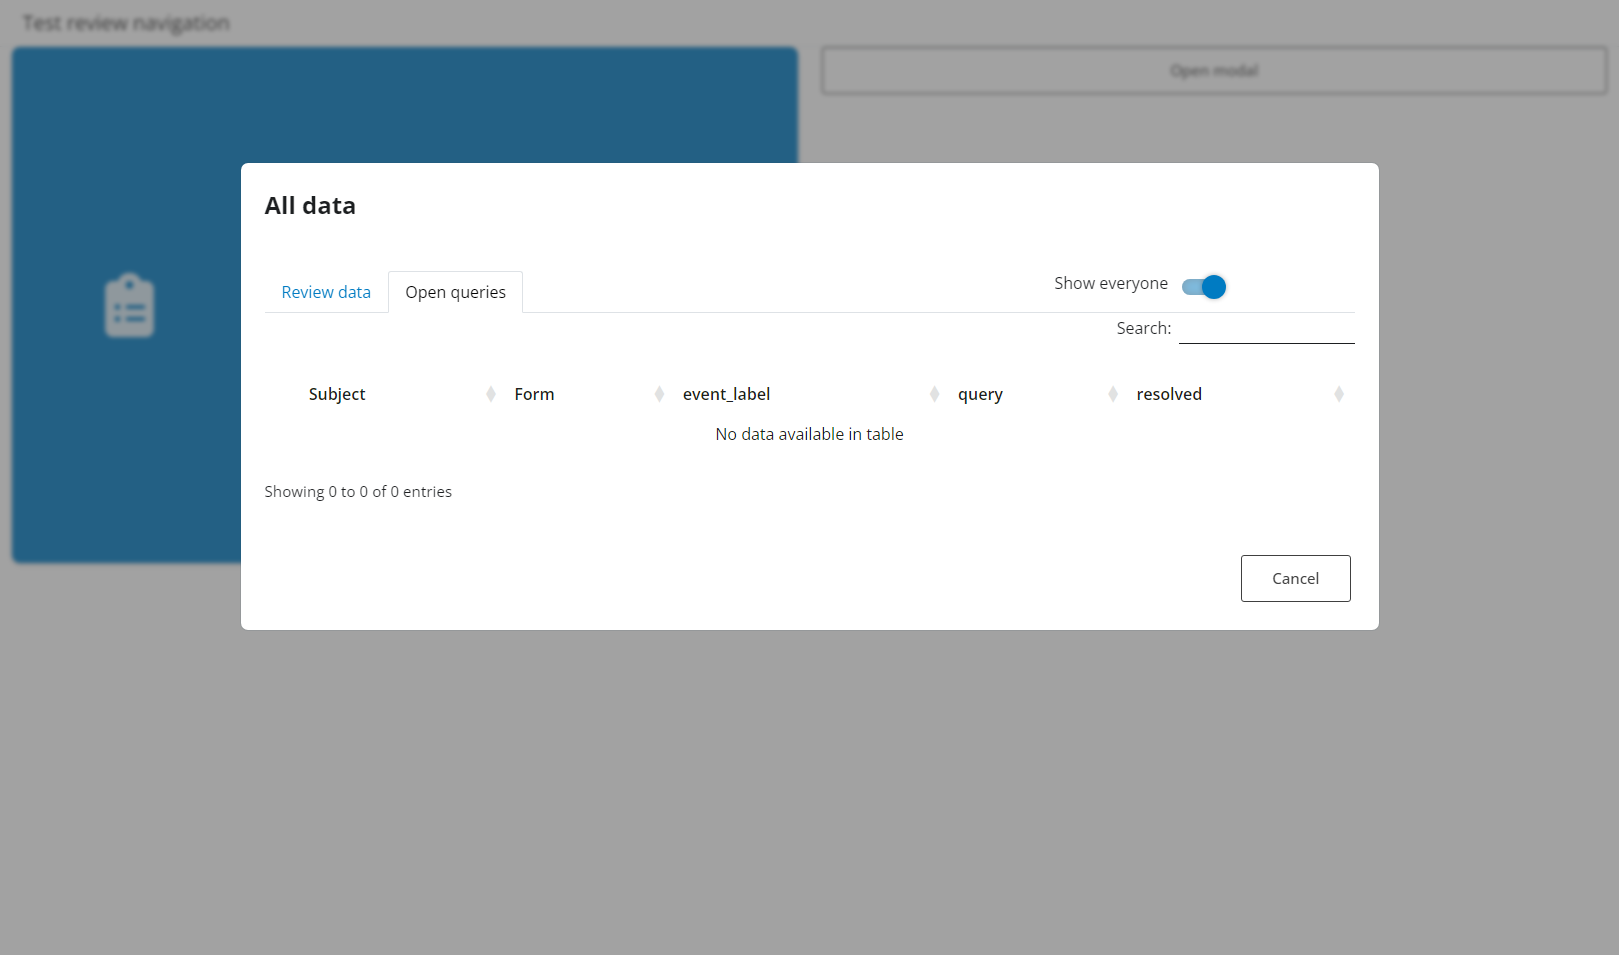 Test review navigation
Open modal
All data
Review data
Open queries
Show everyone
Search:
Subject Form event_label query resolved
No data available in table
Showing 0 to 0 of 0 entries
Cancel